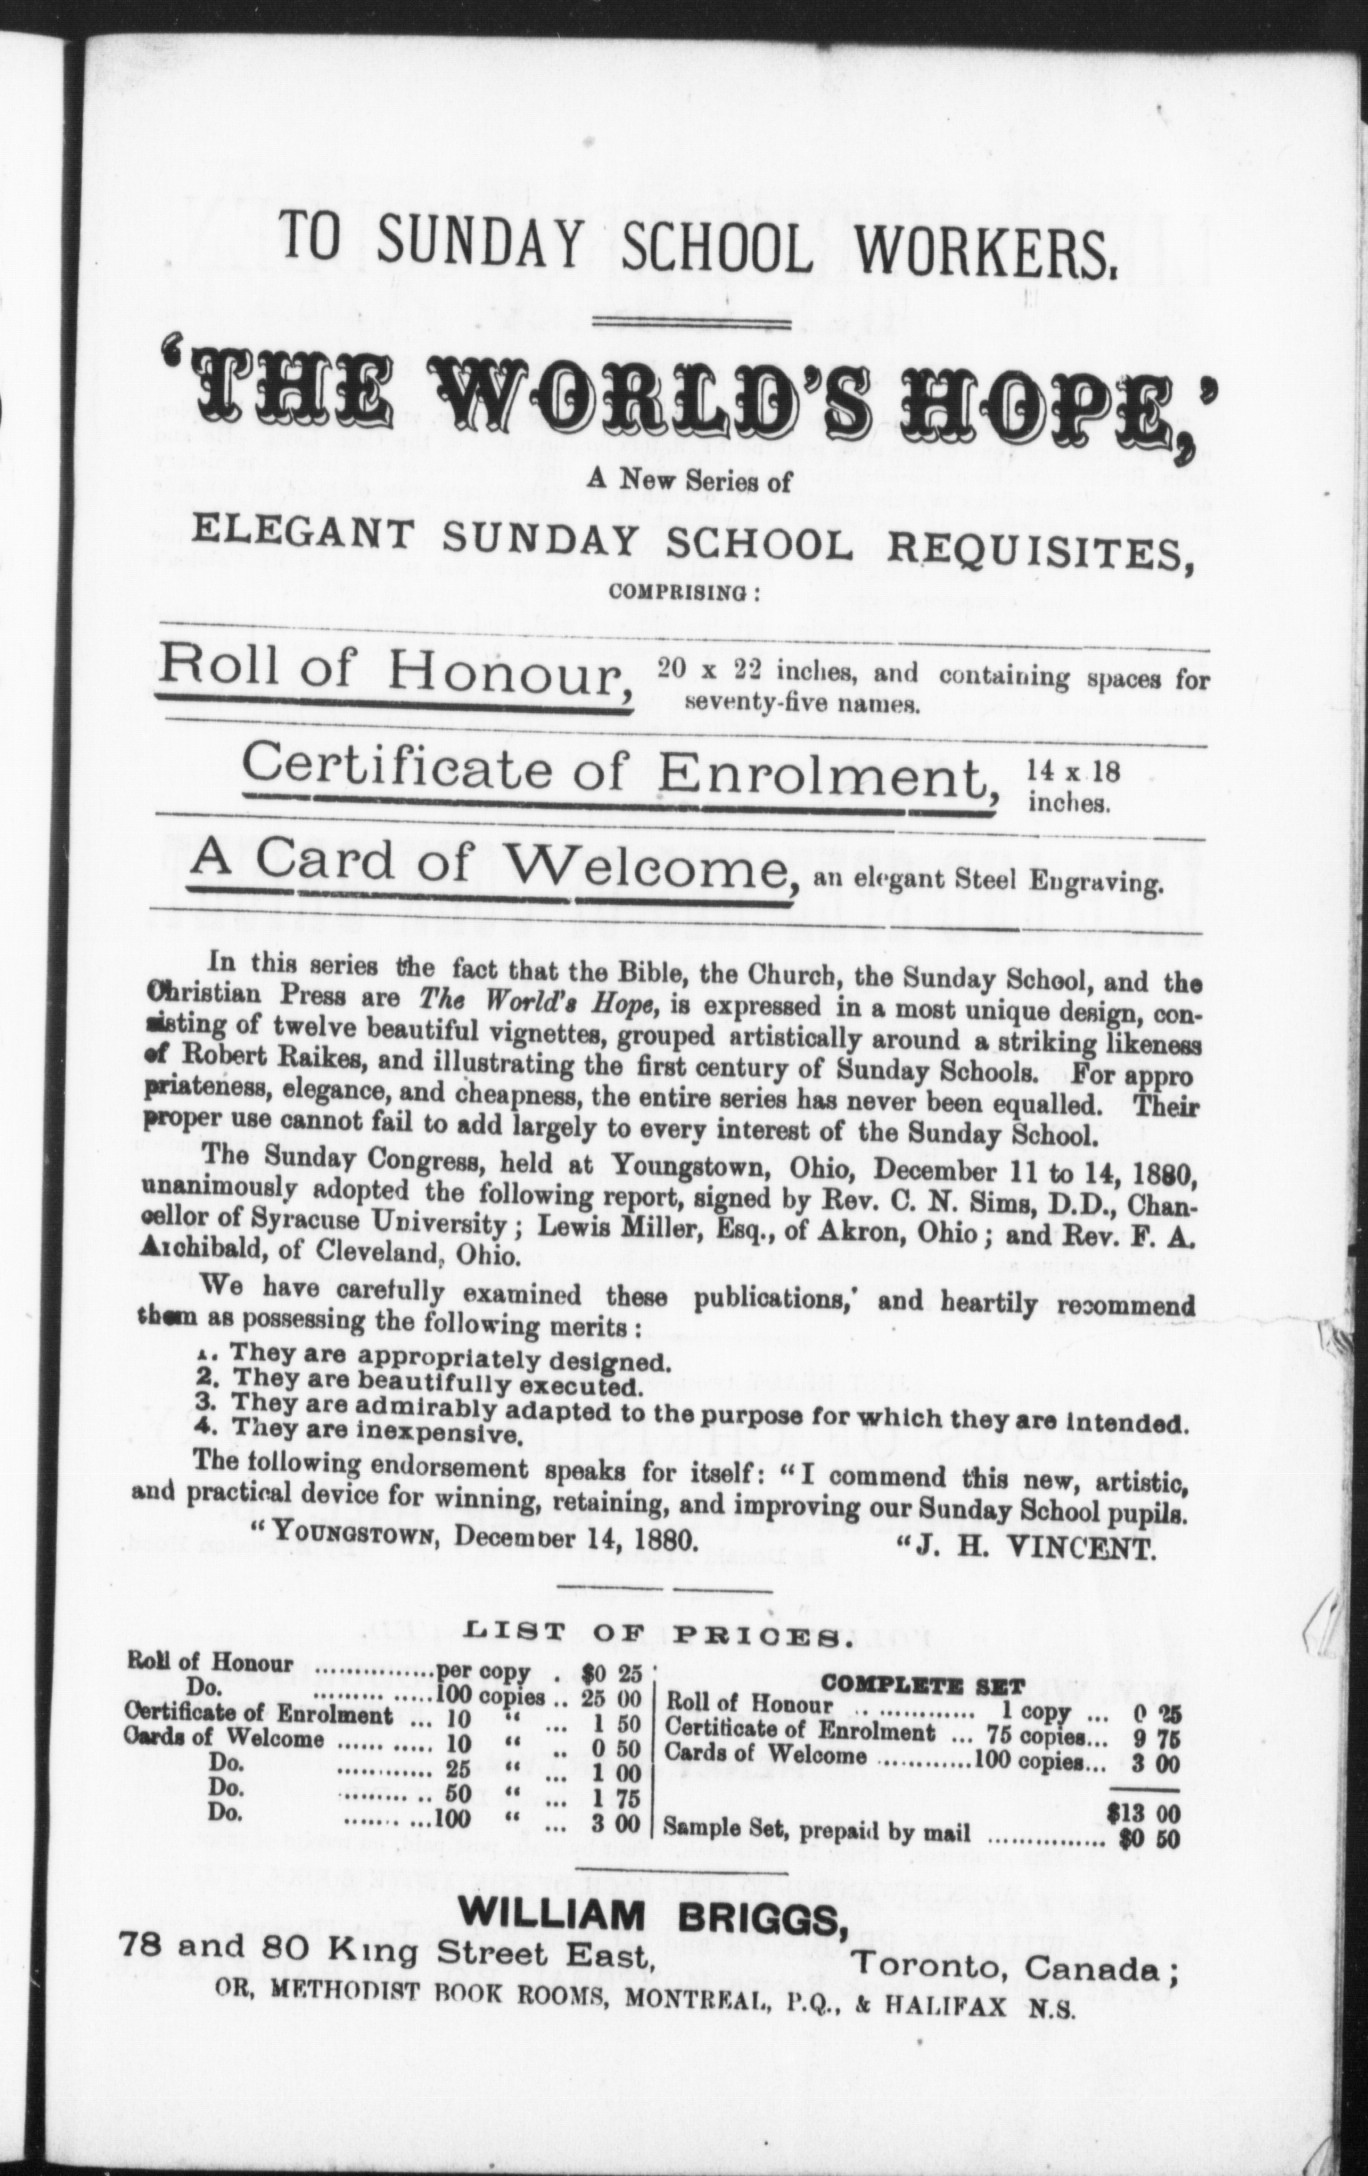 TO SUNDAY SCHOOL WORKERS.
‘THE WORLD’S HOPE,’
A New Series of
ELEGANT SUNDAY SCHOOL REQUISITES,
COMPRISING:
Roll of Honour, 20 x 22 inches, and containing spaces for
seventy-five names.
Certificate of Enrolment, 14 x 18
inches.
A Card of Welcome, an elegant Steel Engraving.
In this series the fact that the Bible, the Church, the Sunday School, and the
Christian Press are The World's Hope, is expressed in a most unique design, con-
sisting of twelve beautiful vignettes, grouped artistically around a striking likeness
of Robert Raikes, and illustrating the first century of Sunday Schools. For appro
priateness, elegance, and cheapness, the entire series has never been equalled. Their
proper use cannot fail to add largely to every interest of the Sunday School.
The Sunday Congress, held at Youngstown, Ohio, December 11 to 14, 1880,
unanimously adopted the following report, signed by Rev. C. N. Sims, D.D., Chan-
cellor of Syracuse University; Lewis Miller, Esq., of Akron, Ohio; and Rev. F. A.
Archibald, of Cleveland, Ohio.
We have carefully examined these publications,' and heartily recommend
them as possessing the following merits:
1. They are appropriately designed.
2. They are beautifully executed.
3. They are admirably adapted to the purpose for which they are intended.
4. They are inexpensive.
The following endorsement speaks for itself: "I commend this new, artistic,
and practical device for winning, retaining, and improving our Sunday School pupils.
"YOUNGSTOWN, December 14, 1880. "J. H. VINCENT.
LIST OF PRICES.
Roll of Honour ............... per copy . $0 25
Do. ......... ..... 100 copies .. 25 00
Certificate of Enrolment ... 10 " ... 1 50
Cards of Welcome ...... ..... 10 " .. 0 50
Do. ............ 25 " ... 1 00
Do. ......... .. 50 " ... 1 75
Do. ....... ... 100 " ... 3 00
COMPLETE SET
Roll of Honour .. ............. 1 copy ... 0 25
Certificate of Enrolment ... 75 copies... 9 75
Cards of Welcome ............ 100 copies... 3 00
$13 00
Sample Set, prepaid by mail ............... $0 50
WILLIAM BRIGGS,
78 and 80 King Street East, Toronto, Canada;
OR, METHODIST BOOK ROOMS, MONTREAL, P.Q., & HALIFAX N.S.